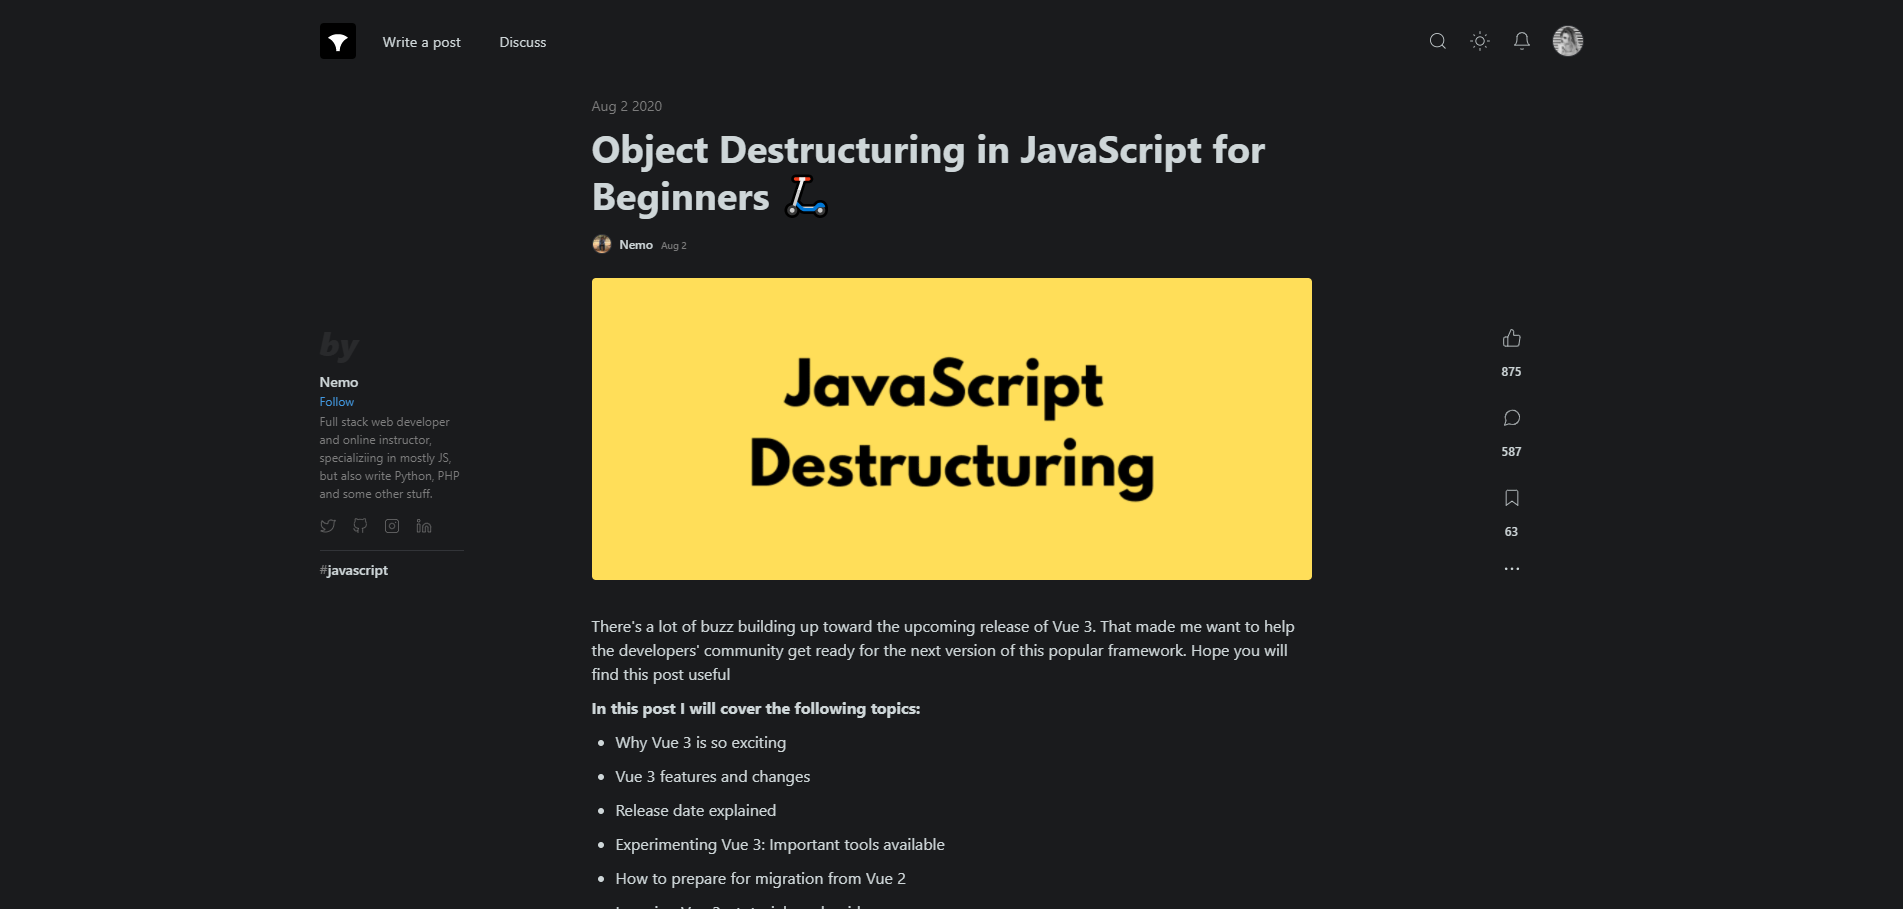 Write a post
Discuss
Aug 2 2020
Object Destructuring in JavaScript for
Beginners
Nemo Aug 2
JavaScript
Destructuring
by
Nemo
Follow
Full stack web developer
and online instructor,
specializiing in mostly JS,
but also write Python, PHP
and some other stuff.
#javascript
875
587
63
There's a lot of buzz building up toward the upcoming release of Vue 3. That made me want to help
the developers' community get ready for the next version of this popular framework. Hope you will
find this post useful
In this post I will cover the following topics:
Why Vue 3 is so exciting
Vue 3 features and changes
Release date explained
Experimenting Vue 3: Important tools available
How to prepare for migration from Vue 2